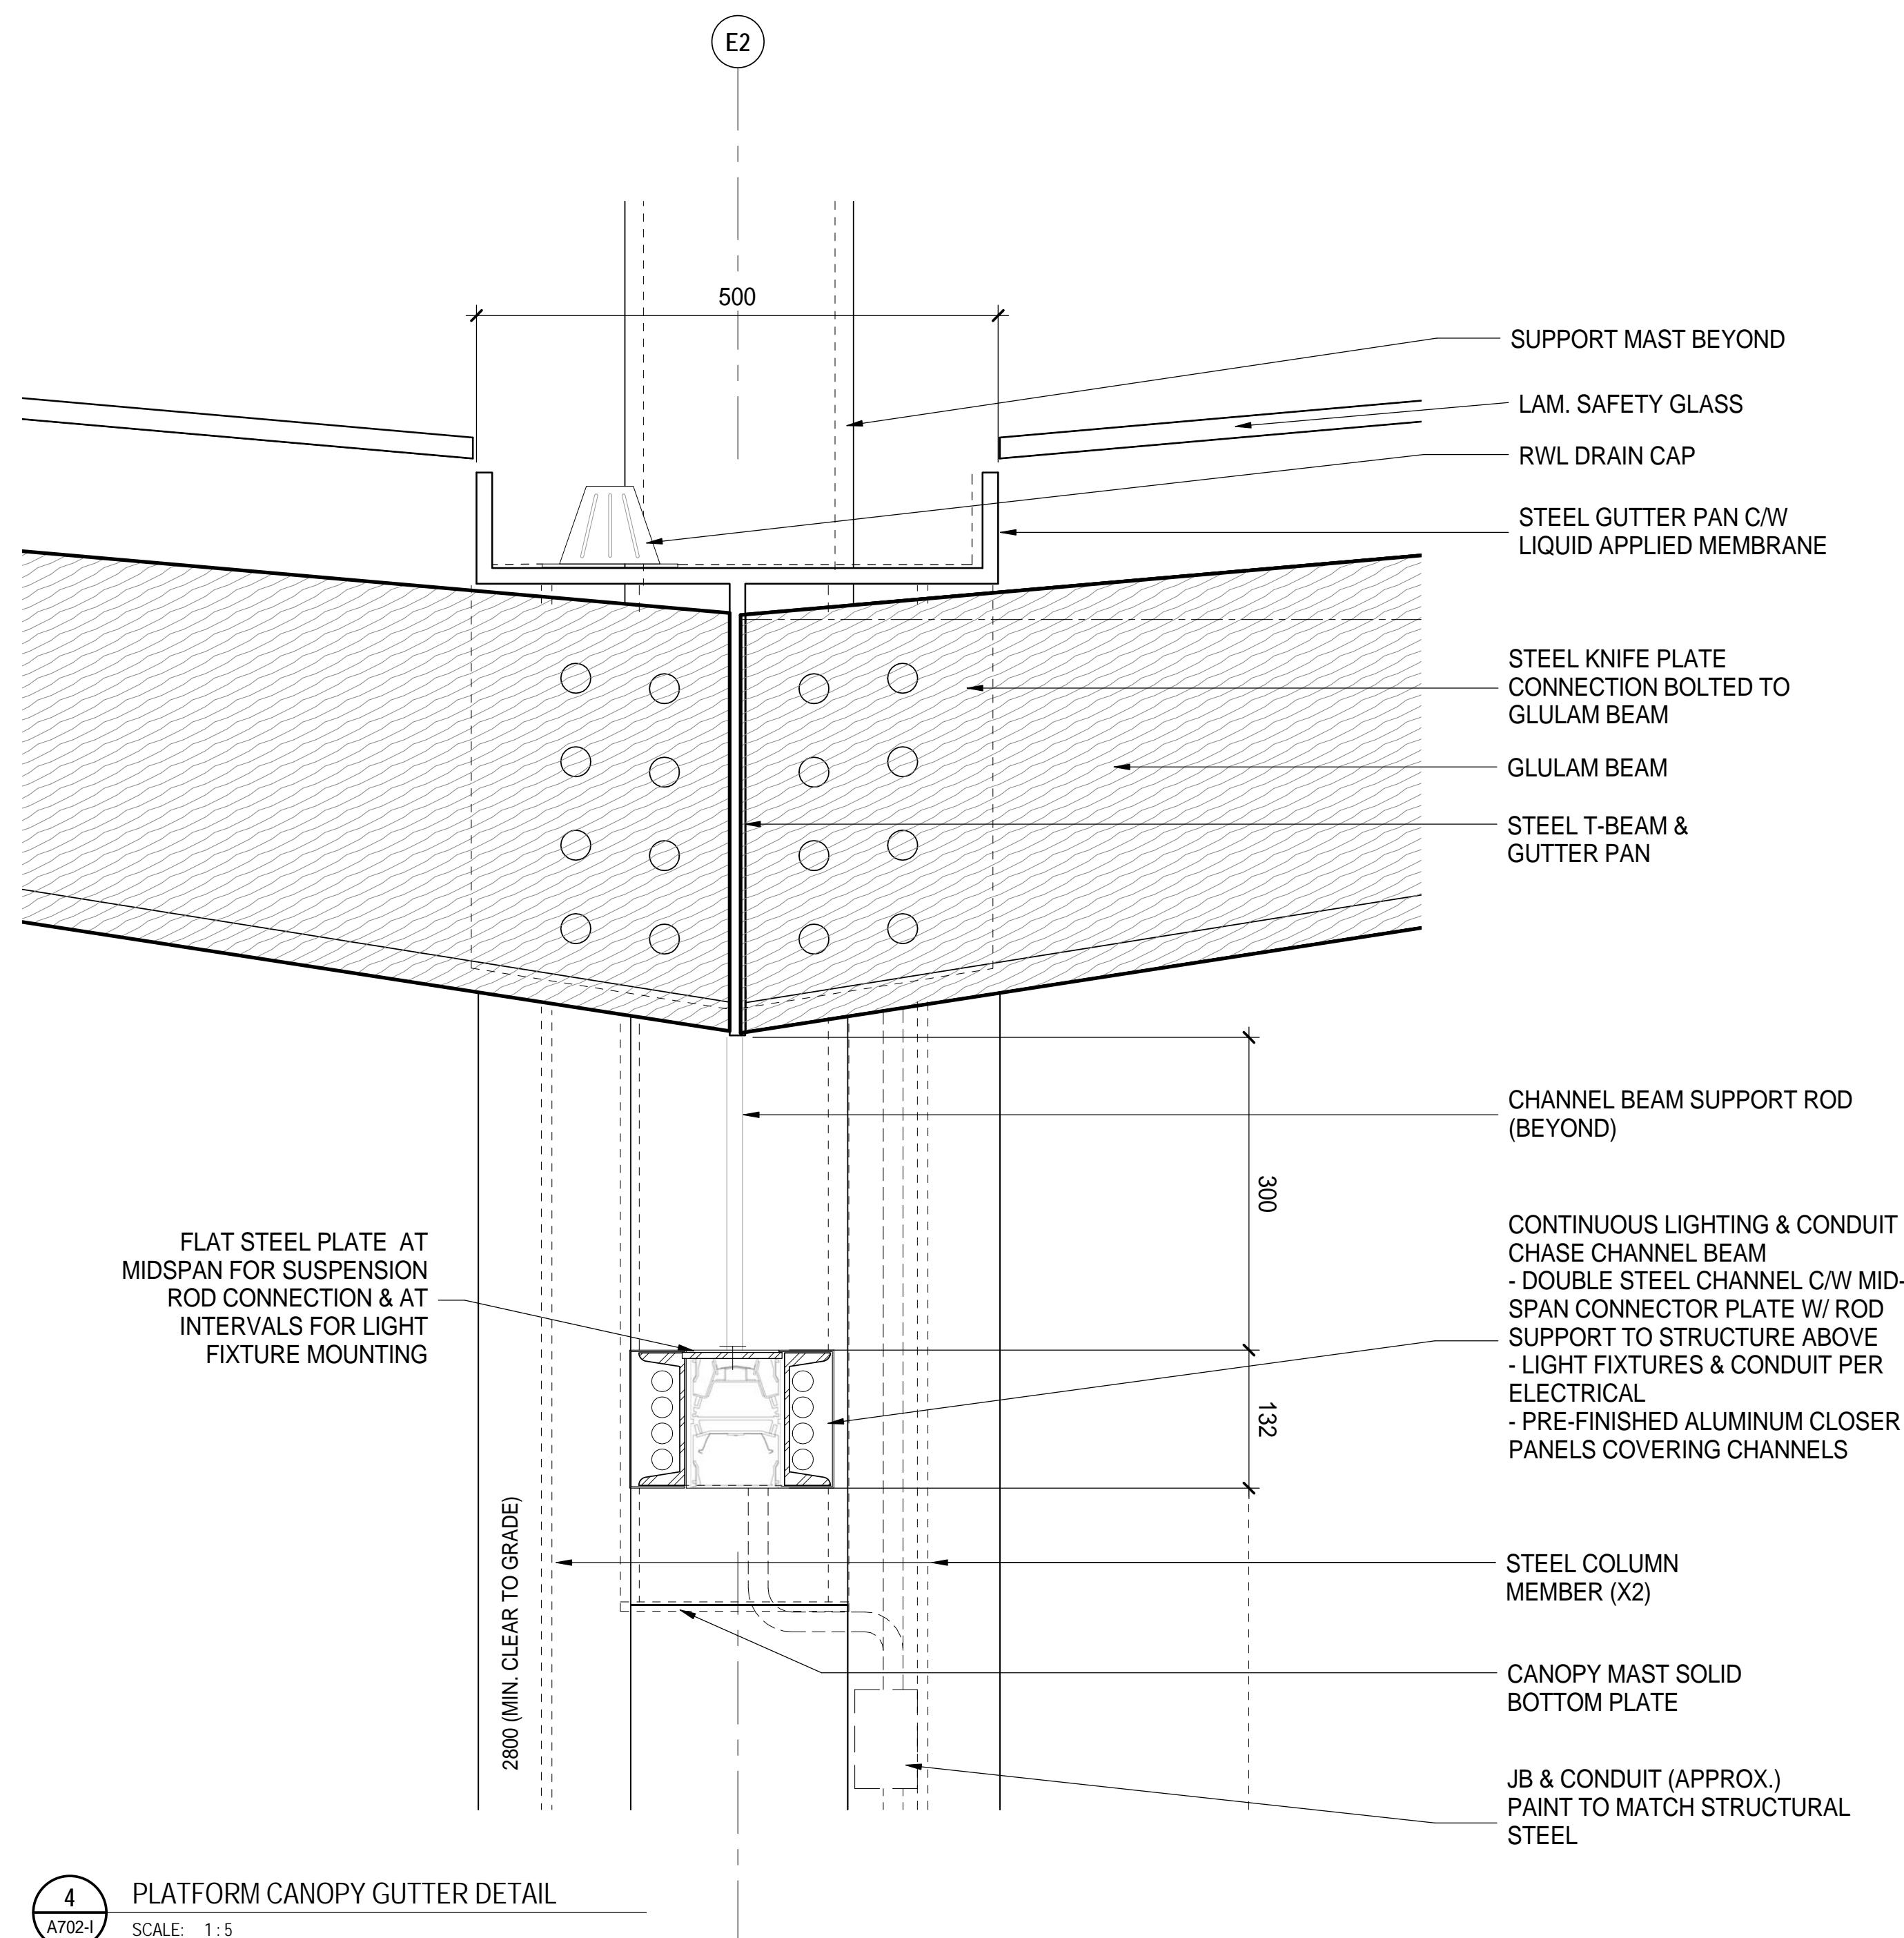 E2
500
SUPPORT MAST BEYOND
LAM. SAFETY GLASS
RWL DRAIN CAP
STEEL GUTTER PAN C/W
LIQUID APPLIED MEMBRANE
STEEL KNIFE PLATE
CONNECTION BOLTED TO
GLULAM BEAM
GLULAM BEAM
STEEL T-BEAM &
GUTTER PAN
CHANNEL BEAM SUPPORT ROD
(BEYOND)
300
FLAT STEEL PLATE AT
MIDSPAN FOR SUSPENSION
ROD CONNECTION & AT
INTERVALS FOR LIGHT
FIXTURE MOUNTING
CONTINUOUS LIGHTING & CONDUIT
CHASE CHANNEL BEAM
- DOUBLE STEEL CHANNEL C/W MID-
SPAN CONNECTOR PLATE W/ ROD
SUPPORT TO STRUCTURE ABOVE
- LIGHT FIXTURES & CONDUIT PER
ELECTRICAL
- PRE-FINISHED ALUMINUM CLOSER
PANELS COVERING CHANNELS
132
2800 (MIN. CLEAR TO GRADE)
STEEL COLUMN
MEMBER (X2)
CANOPY MAST SOLID
BOTTOM PLATE
JB & CONDUIT (APPROX.)
PAINT TO MATCH STRUCTURAL
STEEL
4
A702-I
PLATFORM CANOPY GUTTER DETAIL
SCALE: 1 : 5